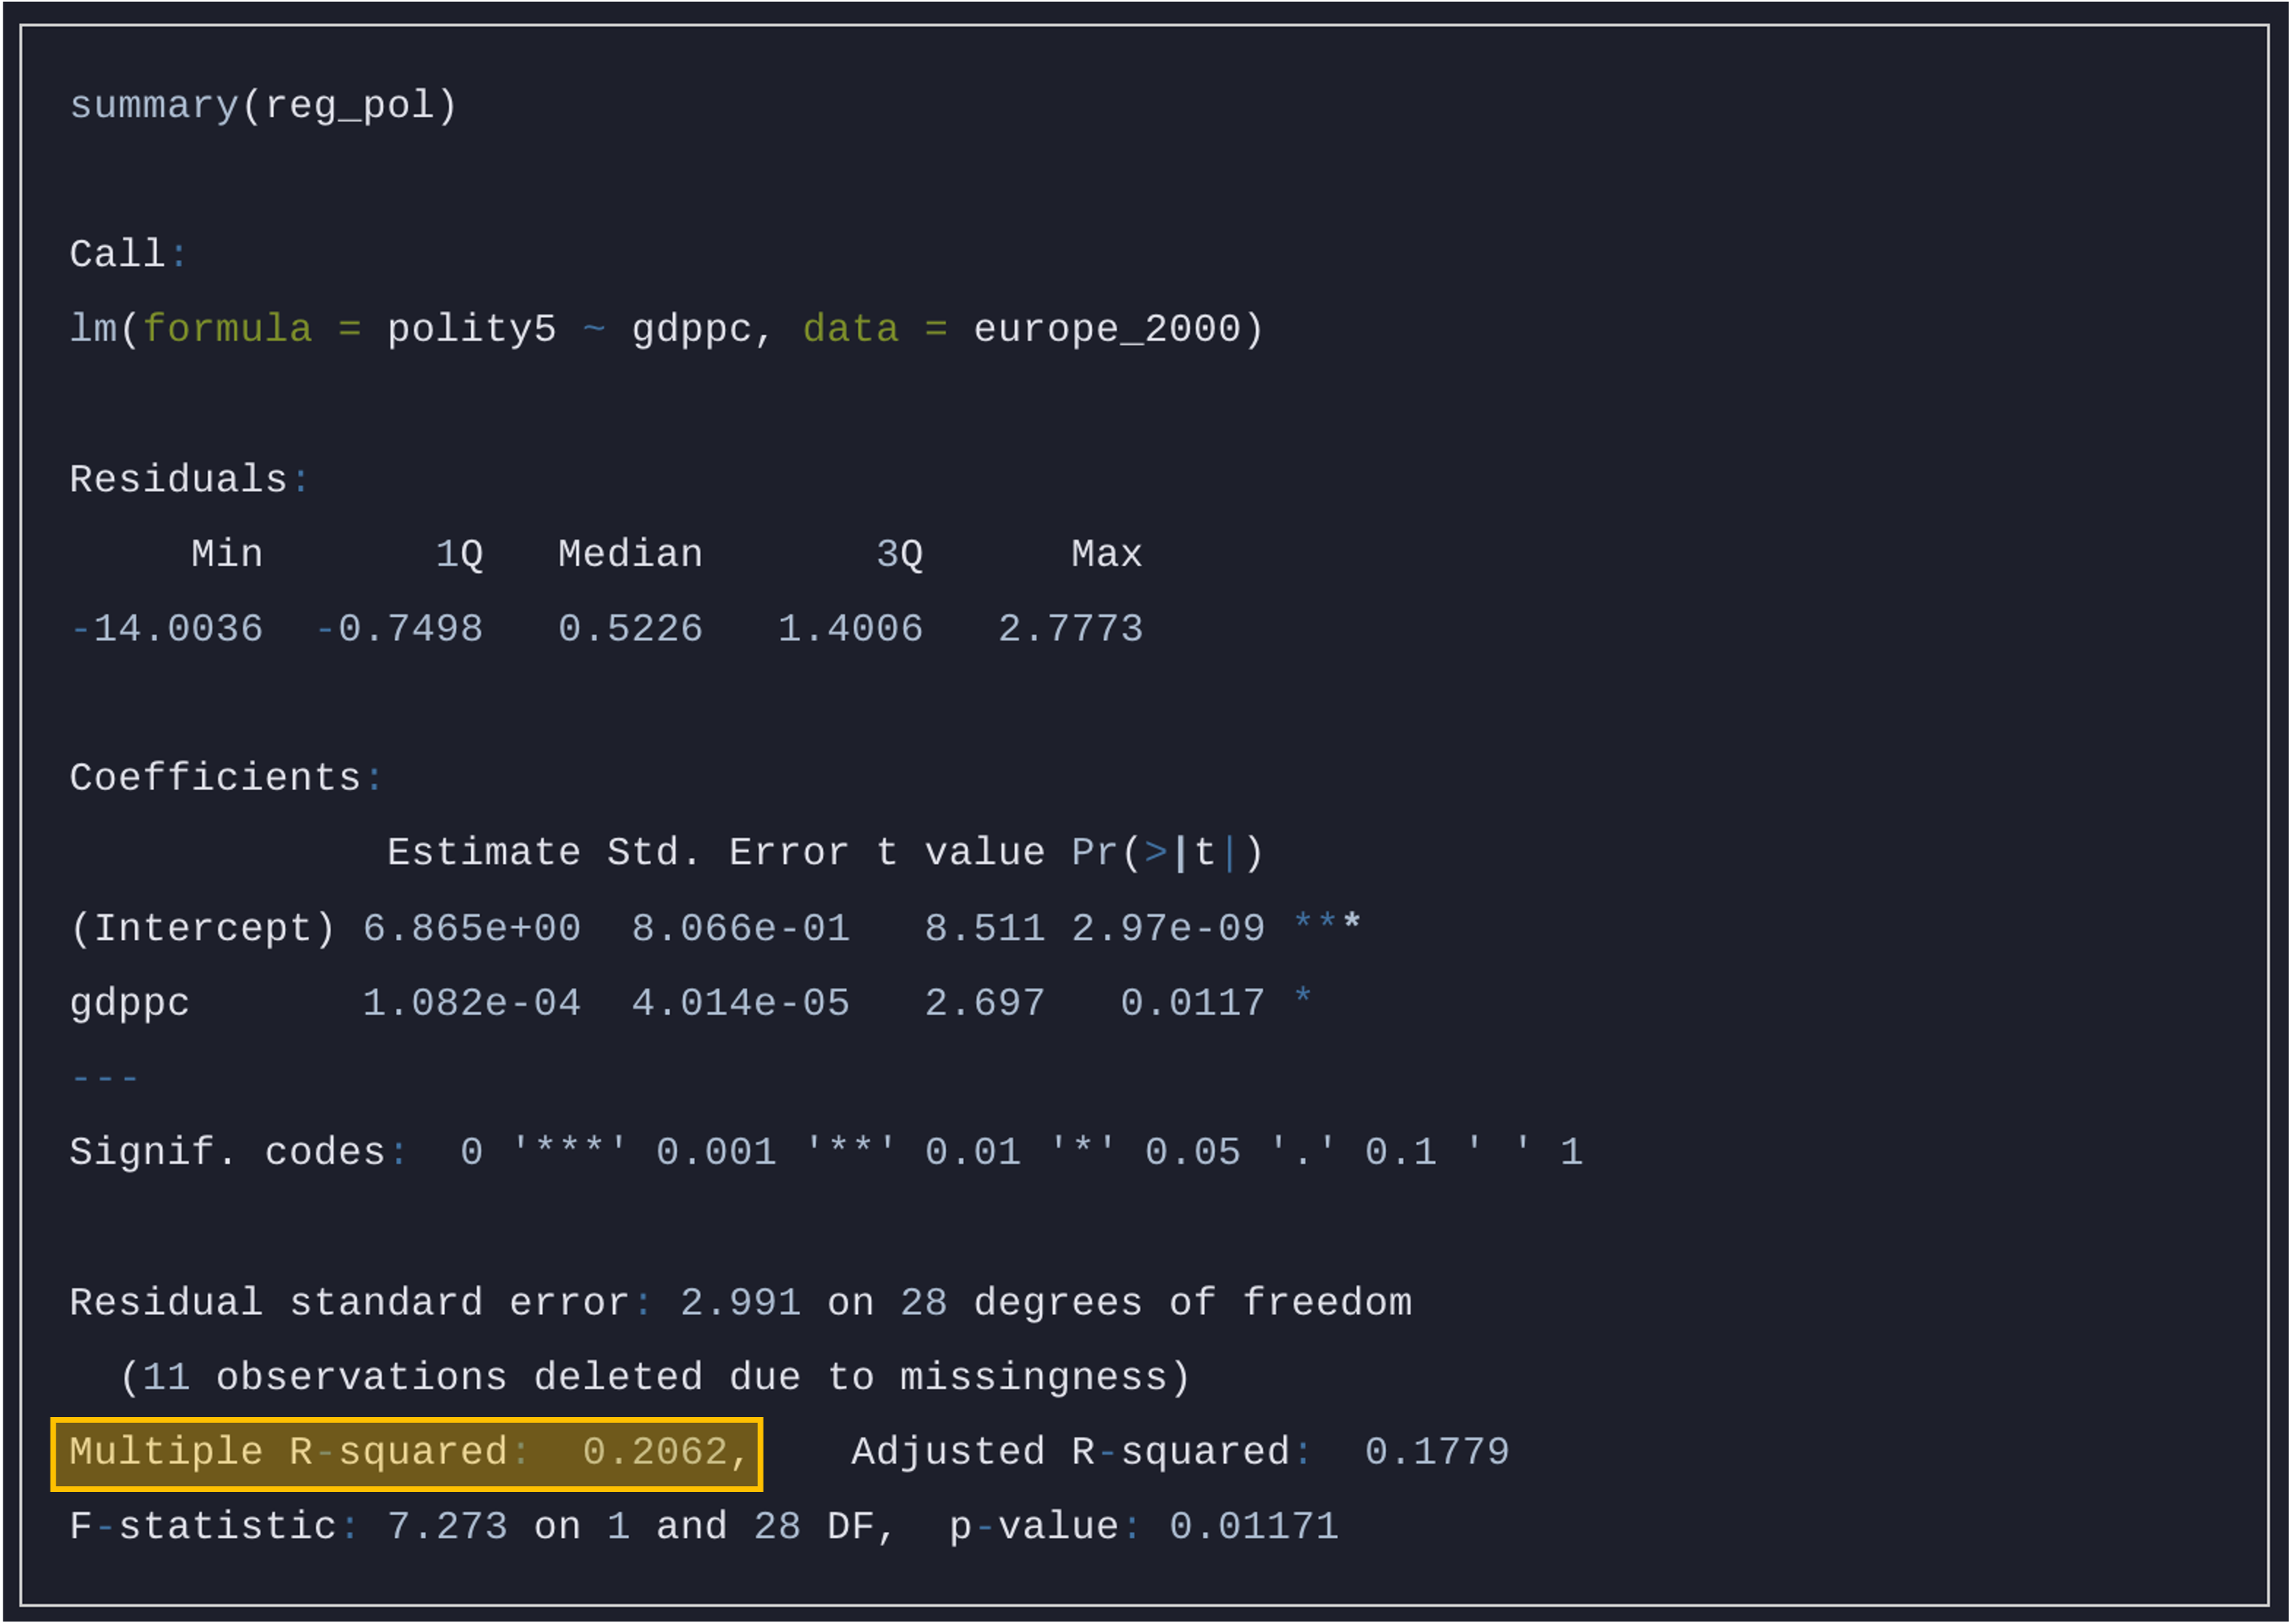 summary(reg_pol)
Call:
lm(formula = polity5 ~ gdppc, data = europe_2000)
Residuals:
     Min       1Q   Median       3Q      Max
-14.0036  -0.7498   0.5226   1.4006   2.7773
Coefficients:
             Estimate Std. Error t value Pr(>|t|)
(Intercept) 6.865e+00  8.066e-01   8.511 2.97e-09 ***
gdppc       1.082e-04  4.014e-05   2.697   0.0117 *
---
Signif. codes:  0 '***' 0.001 '**' 0.01 '*' 0.05 '.' 0.1 ' ' 1
Residual standard error: 2.991 on 28 degrees of freedom
  (11 observations deleted due to missingness)
Multiple R-squared:  0.2062,    Adjusted R-squared:  0.1779
F-statistic: 7.273 on 1 and 28 DF,  p-value: 0.01171